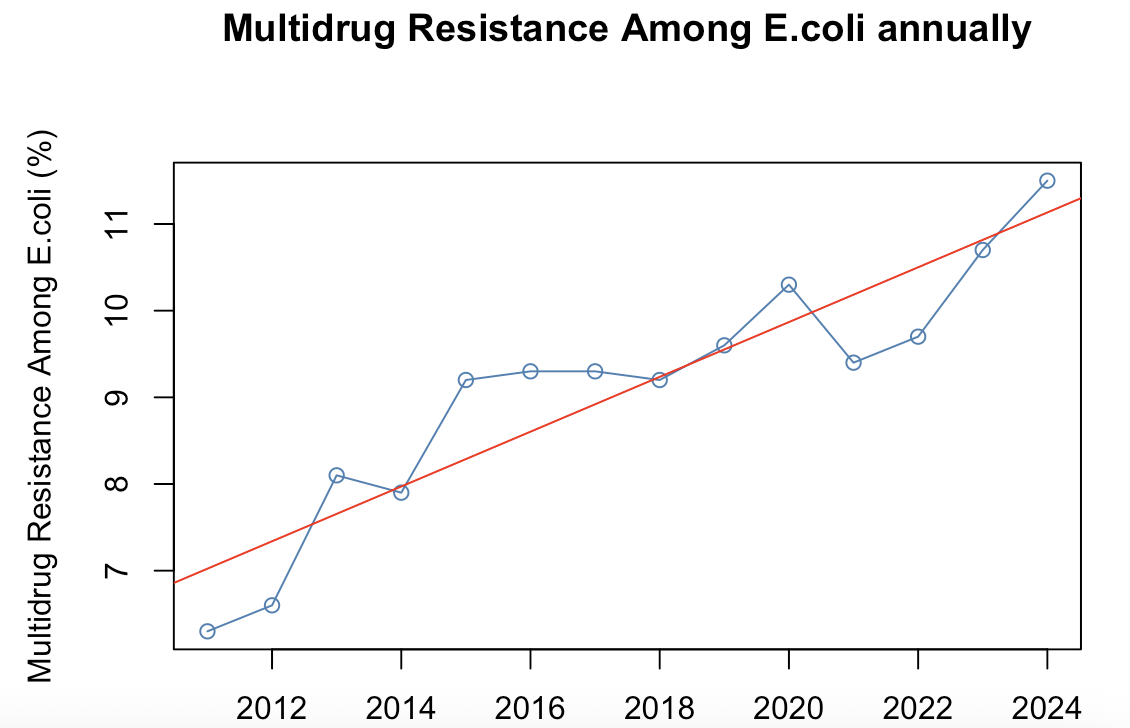 Multidrug Resistance Among E.coli annually
Multidrug Resistance Among E.coli (%)
11
10
9
8
7
2012 2014 2016 2018 2020 2022 2024